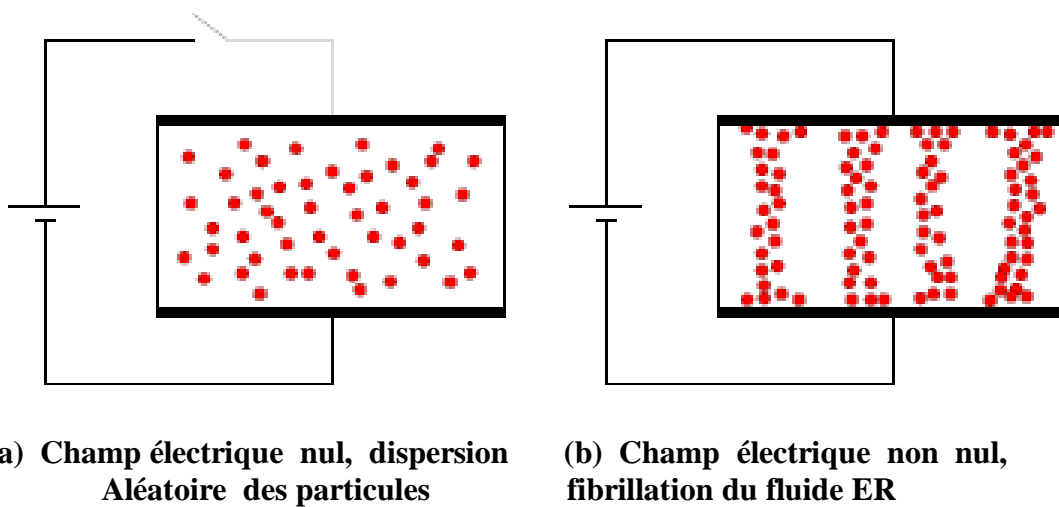 a) Champ électrique nul, dispersion
Aléatoire des particules
(b) Champ électrique non nul,
fibrillation du fluide ER